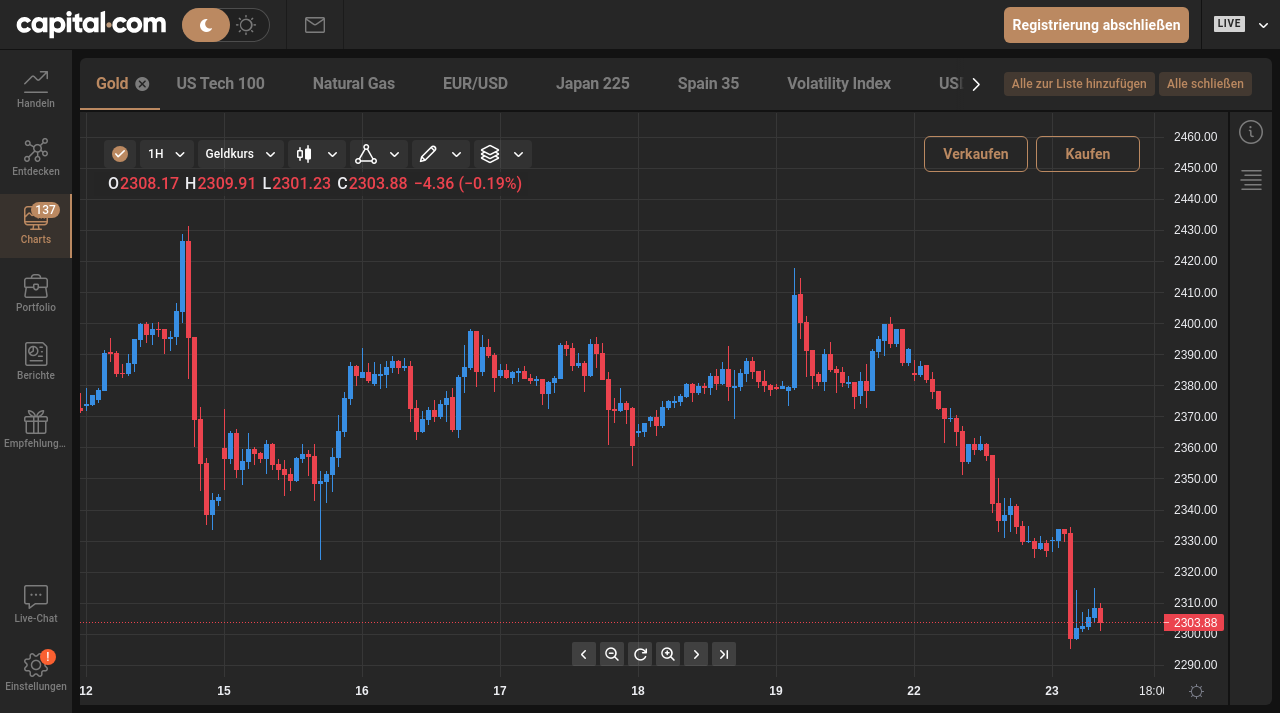 capital.com
Registrierung abschließen
LIVE
Handeln
Entdecken
137
Charts
Portfolio
Berichte
Empfehlung...
Live-Chat
!
Einstellungen
Gold US Tech 100 Natural Gas EUR/USD Japan 225 Spain 35 Volatility Index
Alle zur Liste hinzufügen Alle schließen
1H Geldkurs
Verkaufen Kaufen
O2308.17 H2309.91 L2301.23 C2303.88 −4.36 (−0.19%)
2460.00
2450.00
2440.00
2430.00
2420.00
2410.00
2400.00
2390.00
2380.00
2370.00
2360.00
2350.00
2340.00
2330.00
2320.00
2310.00
2303.88
2300.00
2290.00
12 15 16 17 18 19 22 23